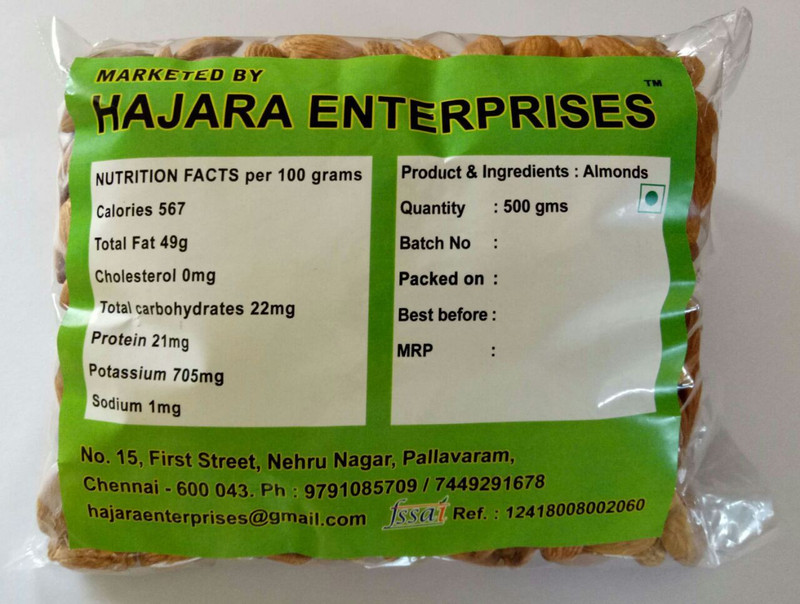 MARKETED BY
HAJARA ENTERPRISES™
NUTRITION FACTS per 100 grams
Calories 567
Total Fat 49g
Cholesterol 0mg
Total carbohydrates 22mg
Protein 21mg
Potassium 705mg
Sodium 1mg
Product & Ingredients : Almonds
Quantity : 500 gms
Batch No :
Packed on :
Best before :
MRP :
No. 15, First Street, Nehru Nagar, Pallavaram,
Chennai - 600 043. Ph : 9791085709 / 7449291678
hajaraenterprises@gmail.com fssai Ref. : 12418008002060